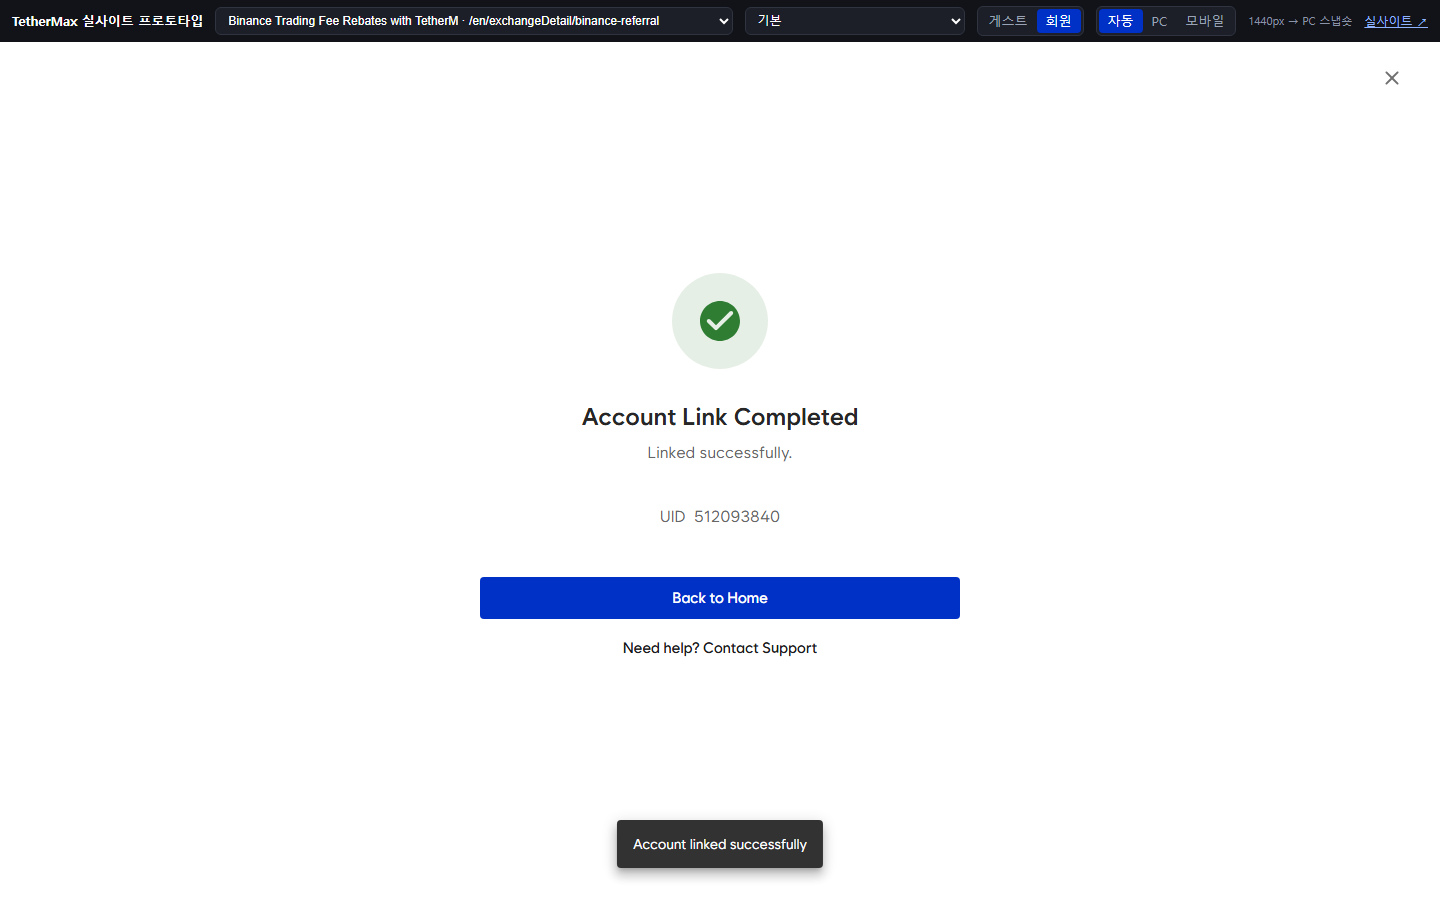 TetherMax 실사이트 프로토타입
Binance Trading Fee Rebates with TetherM · /en/exchangeDetail/binance-referral
기본
게스트 회원
자동 PC 모바일
1440px → PC 스냅숏
실사이트 ↗
Account Link Completed
Linked successfully.
UID 512093840
Back to Home
Need help? Contact Support
Account linked successfully